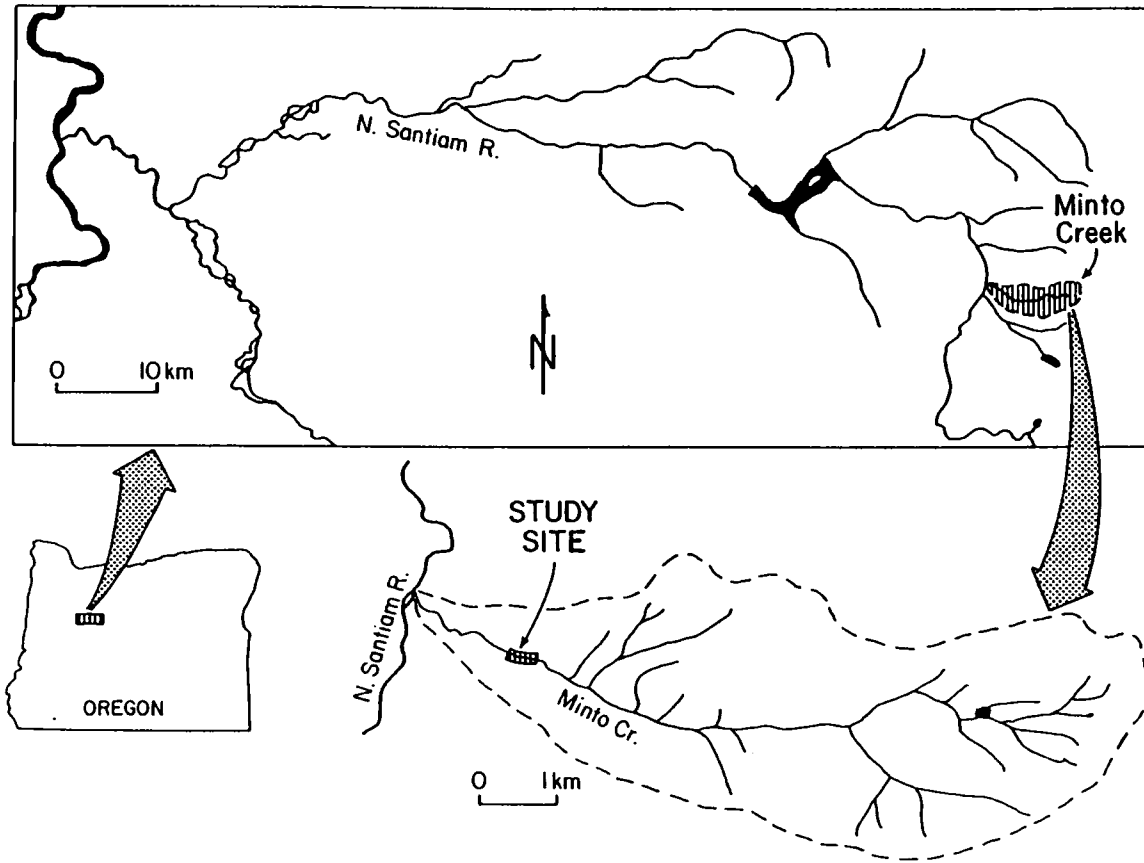 N. Santiam R.
Minto
Creek
N
0 10 km
STUDY
SITE
N. Santiam R.
Minto Cr.
OREGON
0 1 km